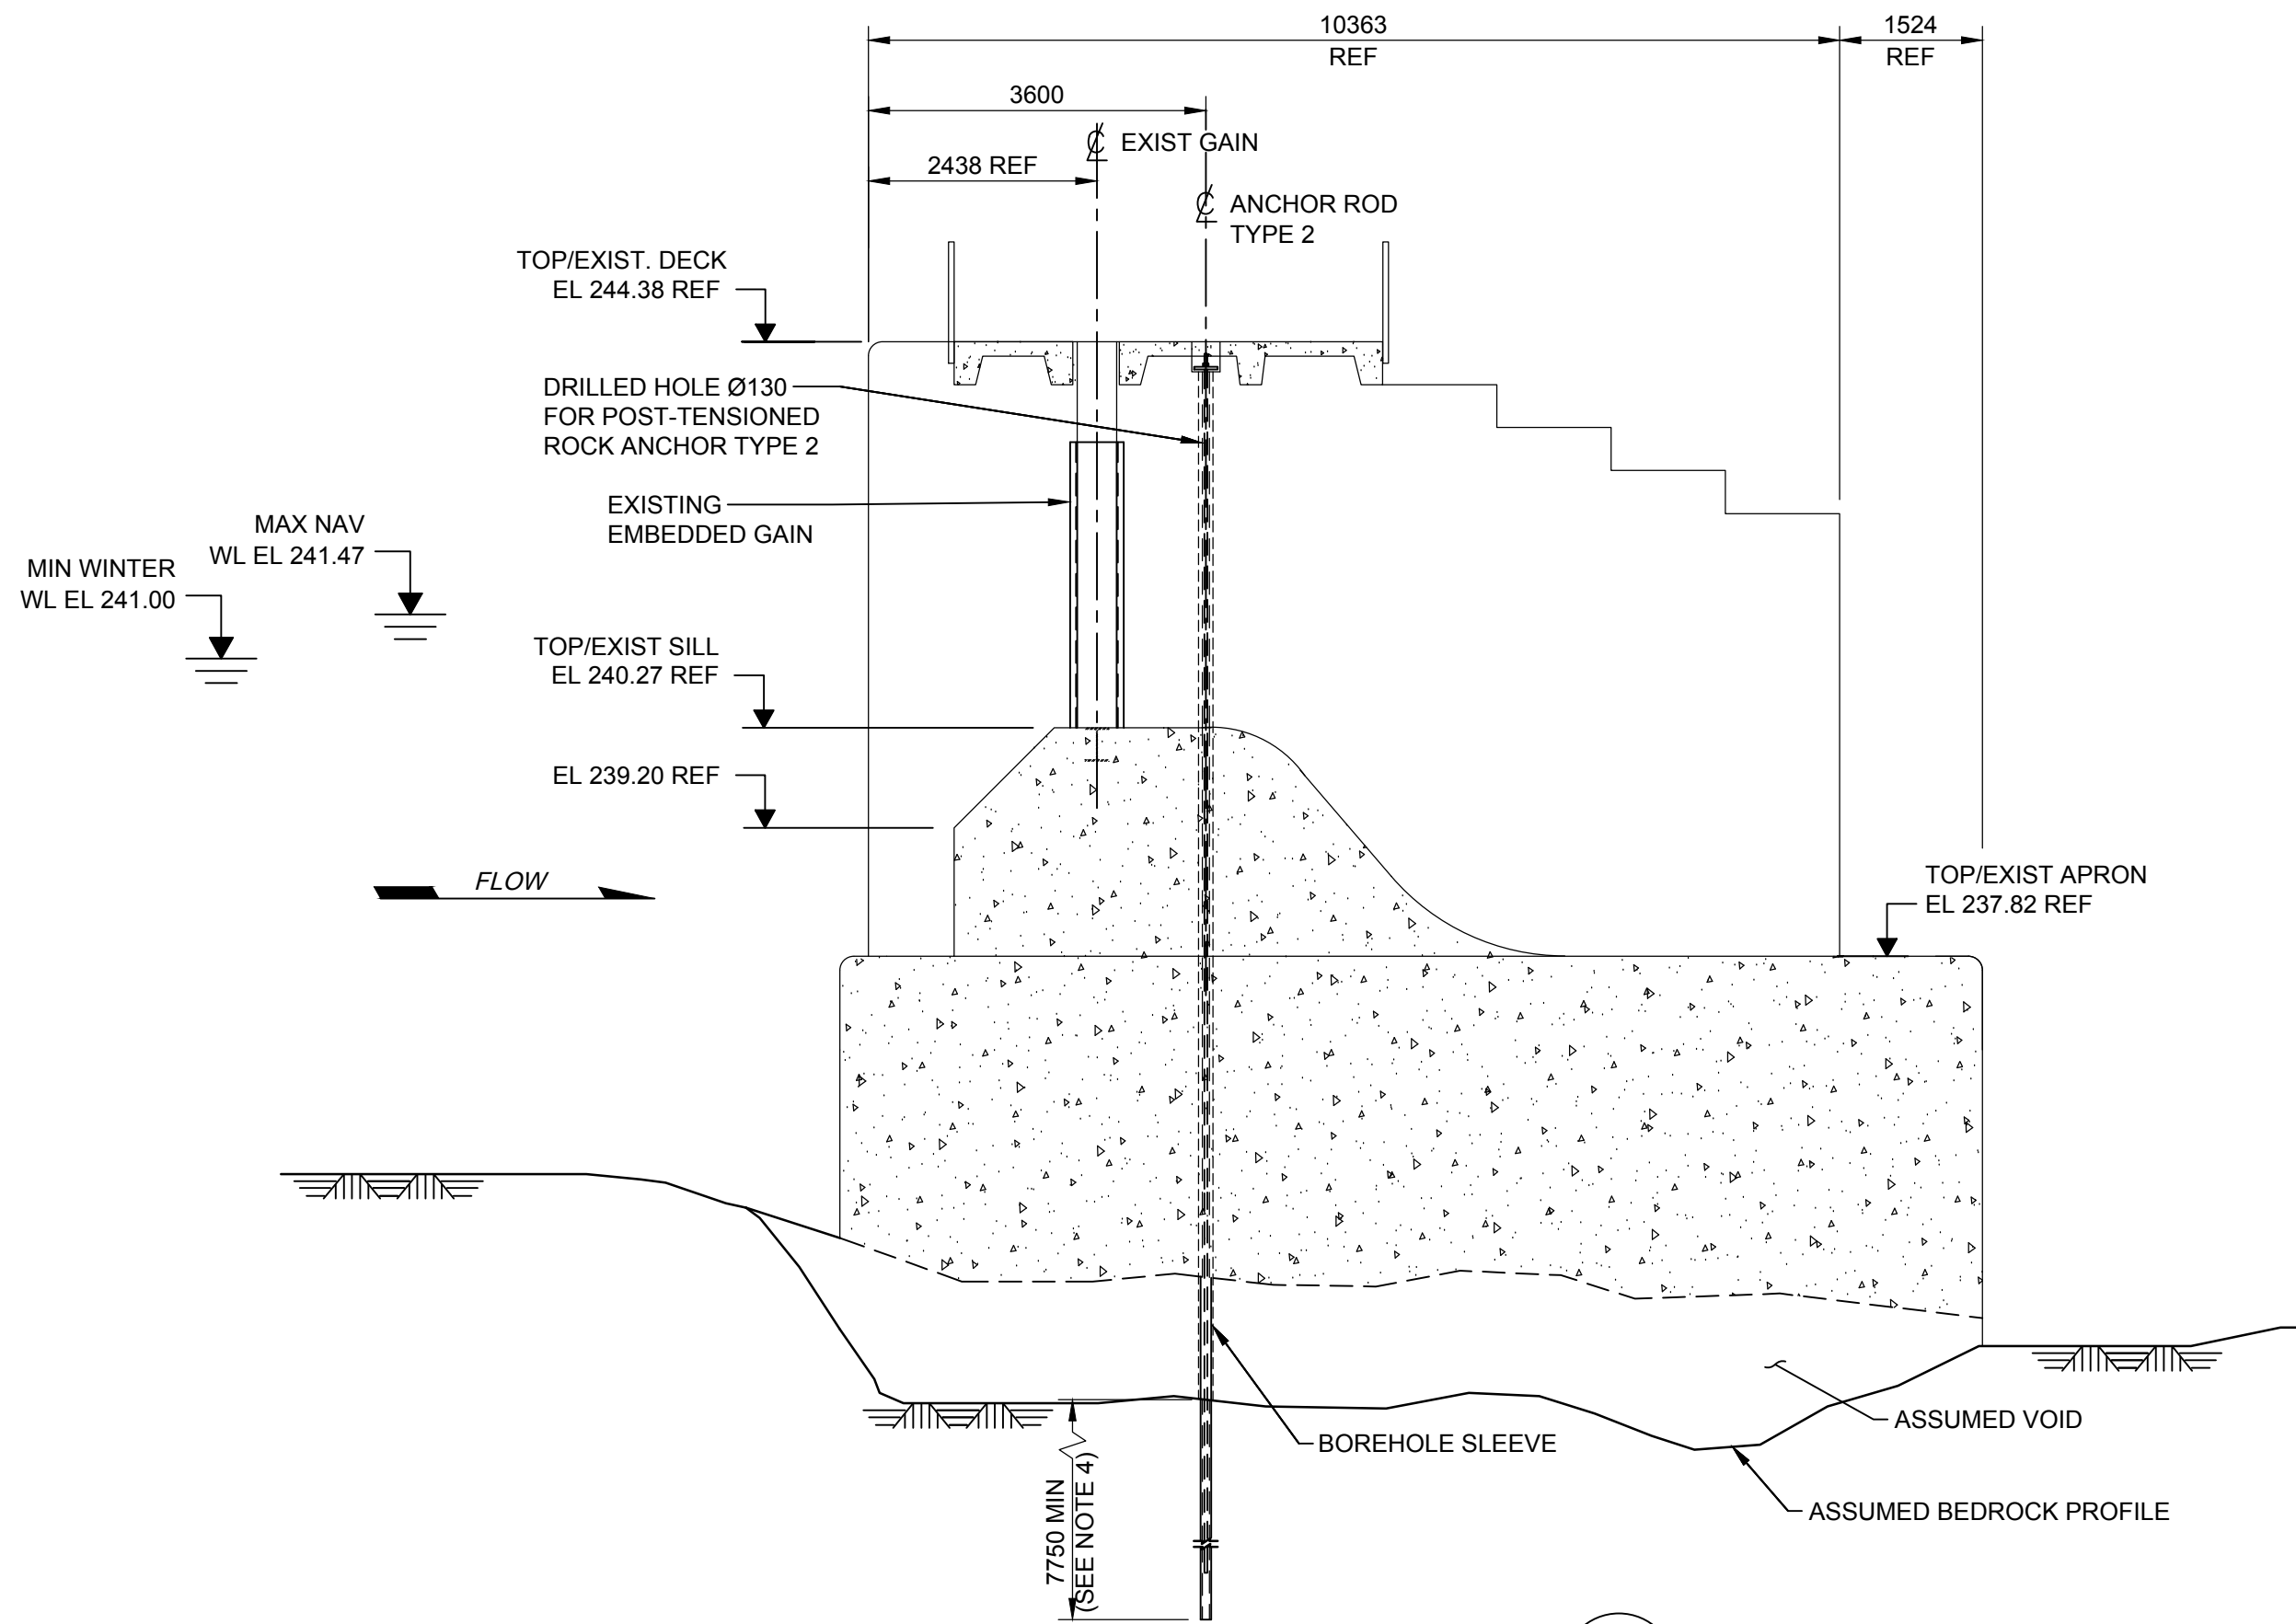 10363
REF
1524
REF
3600
℄ EXIST GAIN
2438 REF
℄ ANCHOR ROD
TYPE 2
TOP/EXIST. DECK
EL 244.38 REF
DRILLED HOLE Ø130
FOR POST-TENSIONED
ROCK ANCHOR TYPE 2
EXISTING
EMBEDDED GAIN
MAX NAV
WL EL 241.47
MIN WINTER
WL EL 241.00
TOP/EXIST SILL
EL 240.27 REF
EL 239.20 REF
FLOW
TOP/EXIST APRON
EL 237.82 REF
BOREHOLE SLEEVE
ASSUMED VOID
ASSUMED BEDROCK PROFILE
7750 MIN
(SEE NOTE 4)